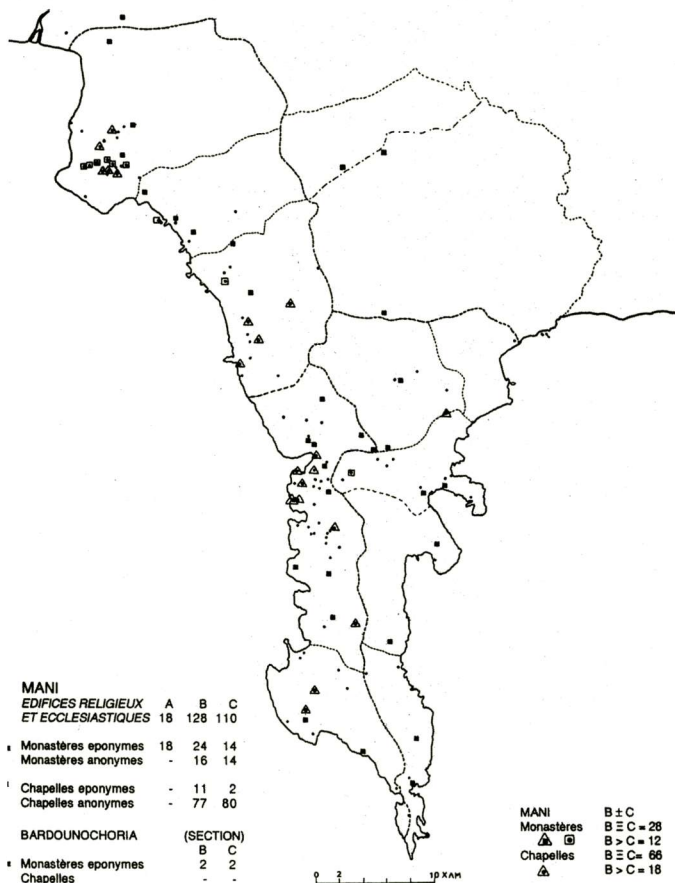 MANI
EDIFICES RELIGIEUX A B C
ET ECCLESIASTIQUES 18 128 110
Monastères eponymes 18 24 14
Monastères anonymes - 16 14
Chapelles eponymes - 11 2
Chapelles anonymes - 77 80
BARDOUNOCHORIA (SECTION)
B C
Monastères eponymes 2 2
Chapelles - -
0 2 10 ΧΛΜ
MANI B ± C
Monastères B Ξ C = 28
B > C = 12
Chapelles B Ξ C = 66
B > C = 18